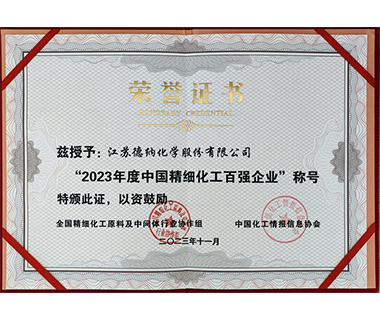 荣誉证书
HONORARY CREDENTIAL
兹授予：江苏德纳化学股份有限公司
“2023年度中国精细化工百强企业”称号
特颁此证，以资鼓励。
全国精细化工原料及中间体行业协作组 中国化工情报信息协会
二〇二三年十一月